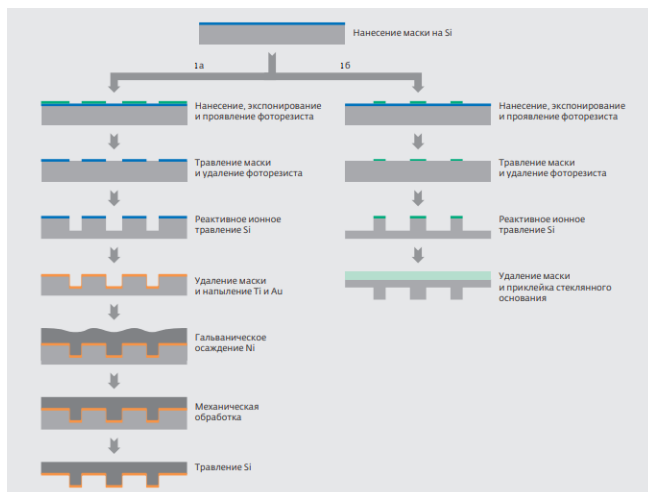 Нанесение маски на Si
1а
1б
Нанесение, экспонирование
и проявление фоторезиста
Нанесение, экспонирование
и проявление фоторезиста
Травление маски
и удаление фоторезиста
Травление маски
и удаление фоторезиста
Реактивное ионное
травление Si
Реактивное ионное
травление Si
Удаление маски
и напыление Ti и Au
Удаление маски
и приклейка стеклянного
основания
Гальваническое
осаждение Ni
Механическая
обработка
Травление Si